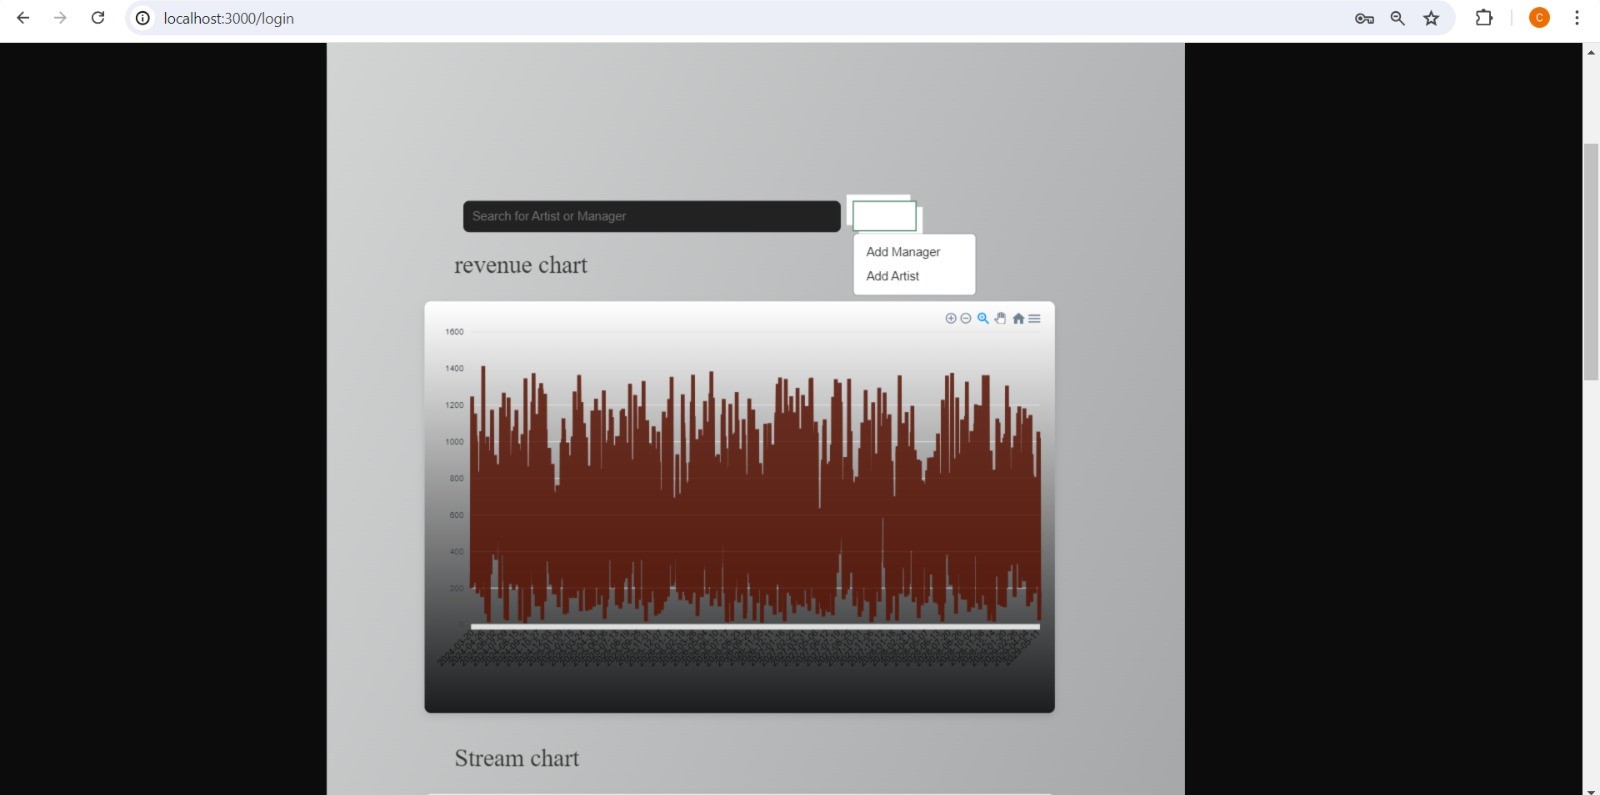 localhost:3000/login
C
Search for Artist or Manager
Add Manager
Add Artist
revenue chart
1600
1400
1200
1000
800
600
400
200
Stream chart